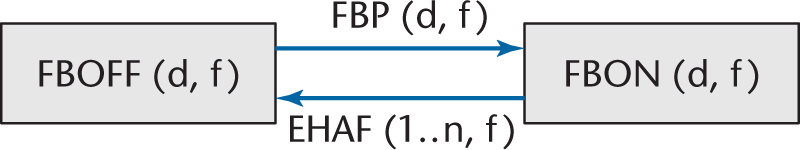 FBP (d, f)
FBOFF (d, f)
FBON (d, f)
EHAF (1..n, f)